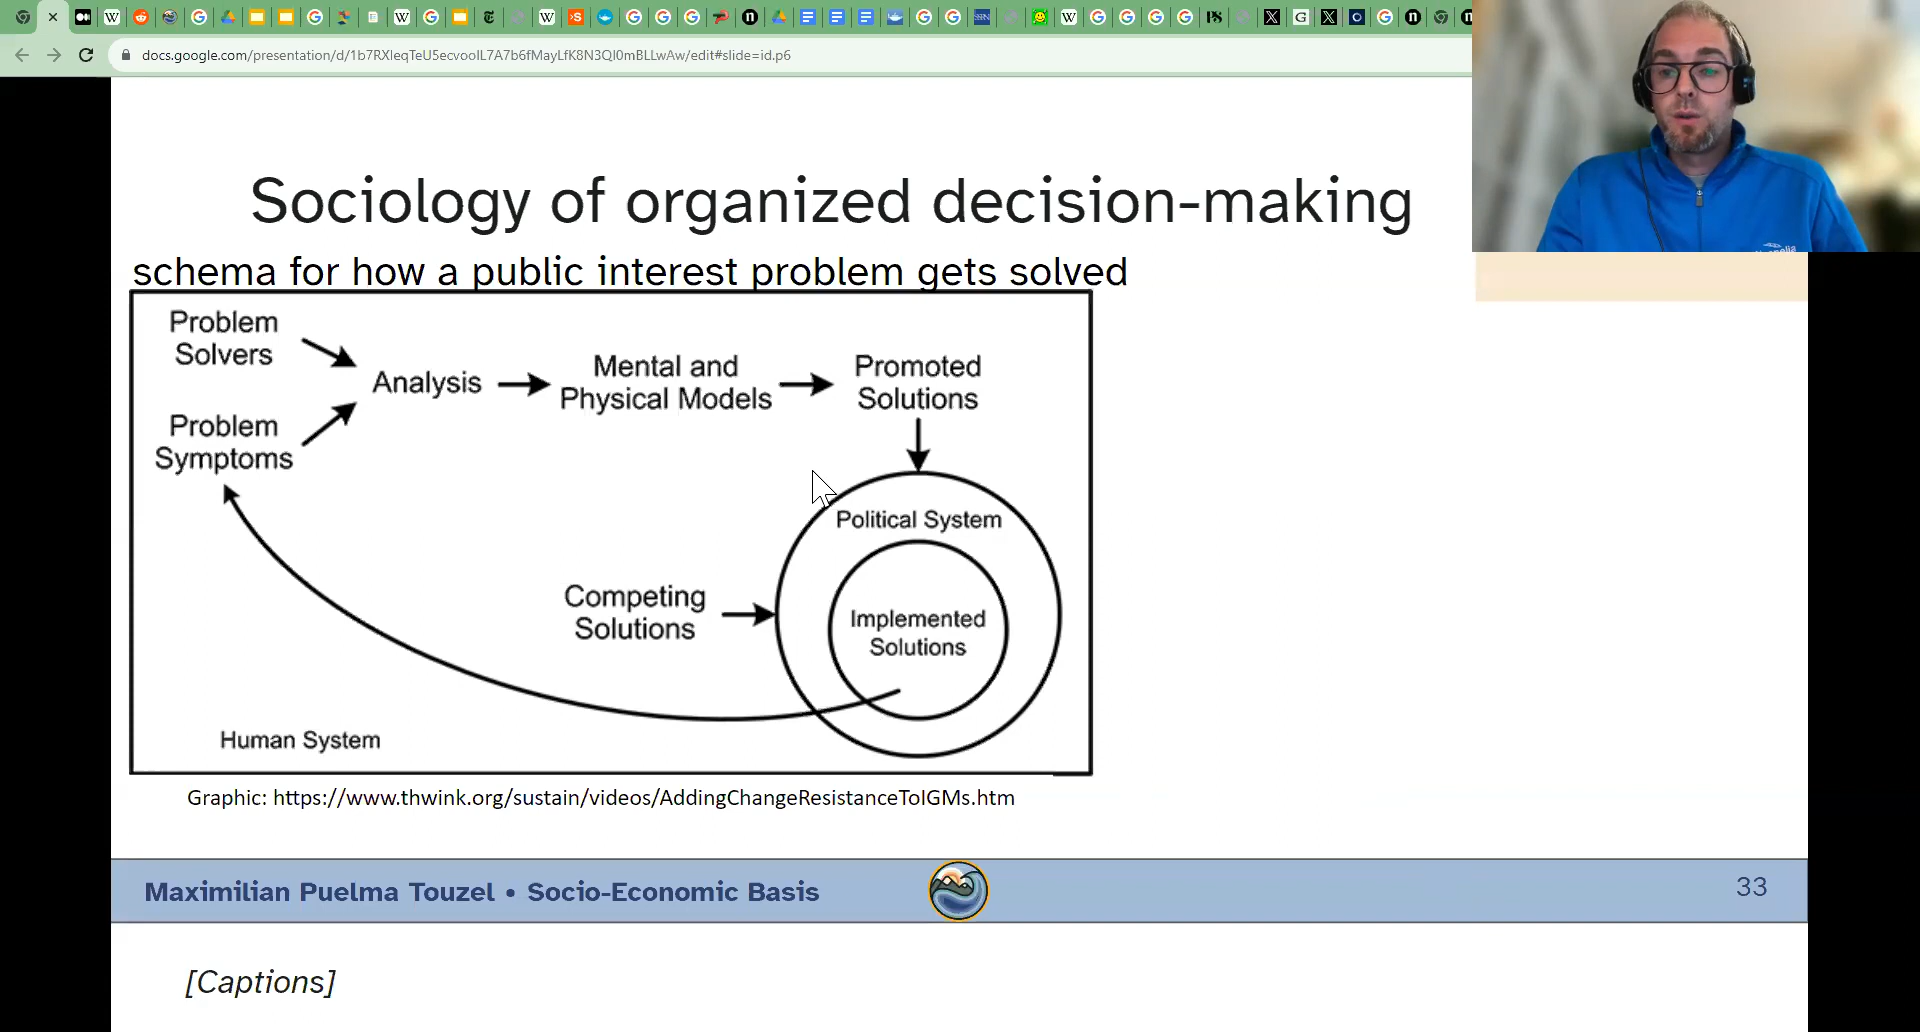 docs.google.com/presentation/d/1b7RXleqTeU5ecvooIL7A7b6fMayLfK8N3QI0mBLLwAw/edit#slide=id.p6
Sociology of organized decision-making
schema for how a public interest problem gets solved
Problem
Solvers
Analysis
Mental and
Physical Models
Promoted
Solutions
Problem
Symptoms
Political System
Competing
Solutions
Implemented
Solutions
Human System
Graphic: https://www.thwink.org/sustain/videos/AddingChangeResistanceToIGMs.htm
Maximilian Puelma Touzel • Socio-Economic Basis
33
[Captions]